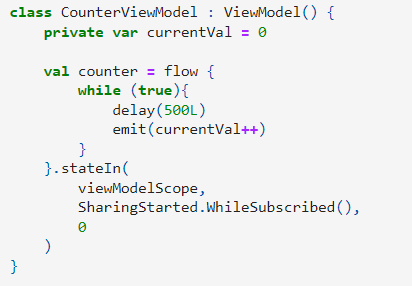 class CounterViewModel : ViewModel() {
    private var currentVal = 0

    val counter = flow {
        while (true){
            delay(500L)
            emit(currentVal++)
        }
    }.stateIn(
        viewModelScope,
        SharingStarted.WhileSubscribed(),
        0
    )
}